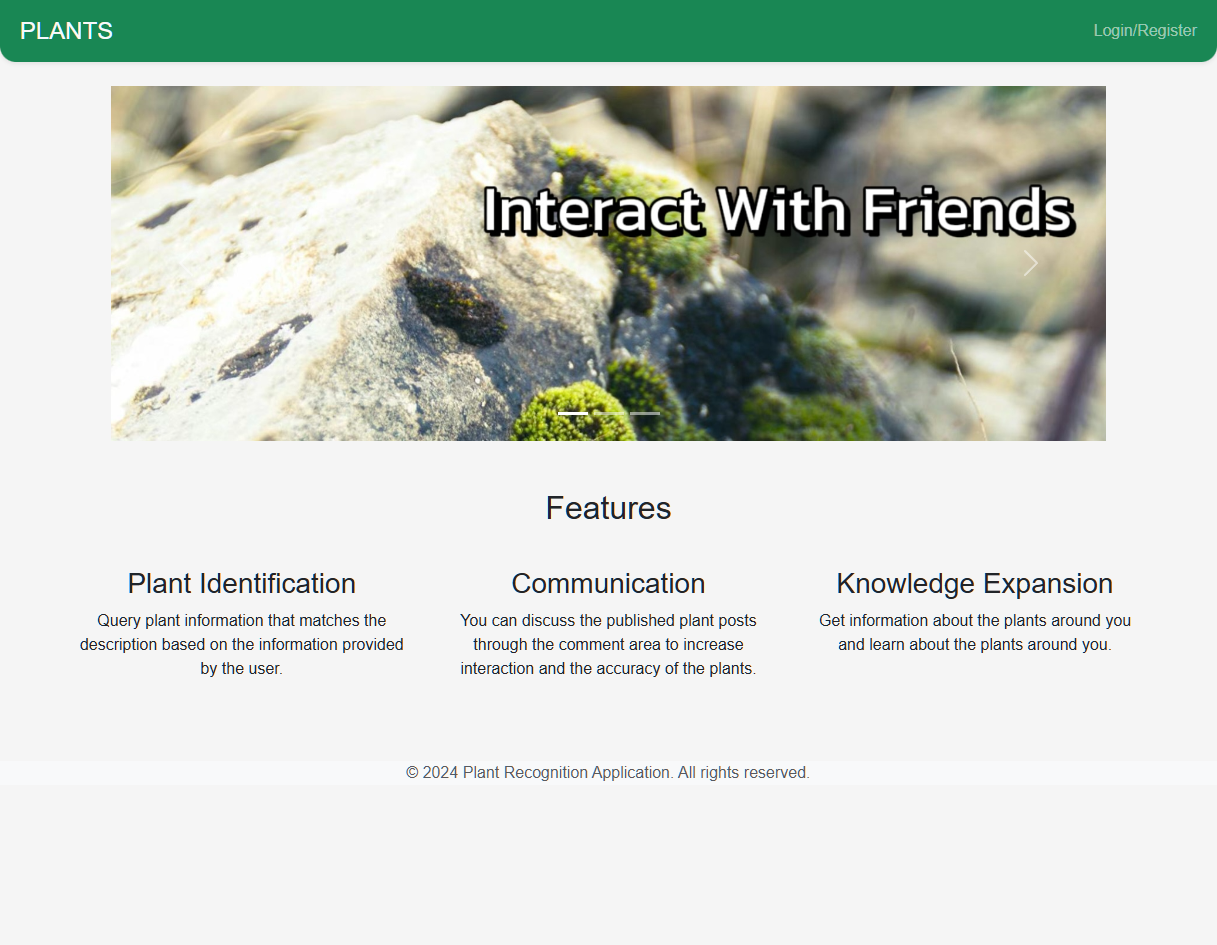 PLANTS
Login/Register
Interact With Friends
Features
Plant Identification
Query plant information that matches the
description based on the information provided
by the user.
Communication
You can discuss the published plant posts
through the comment area to increase
interaction and the accuracy of the plants.
Knowledge Expansion
Get information about the plants around you
and learn about the plants around you.
© 2024 Plant Recognition Application. All rights reserved.